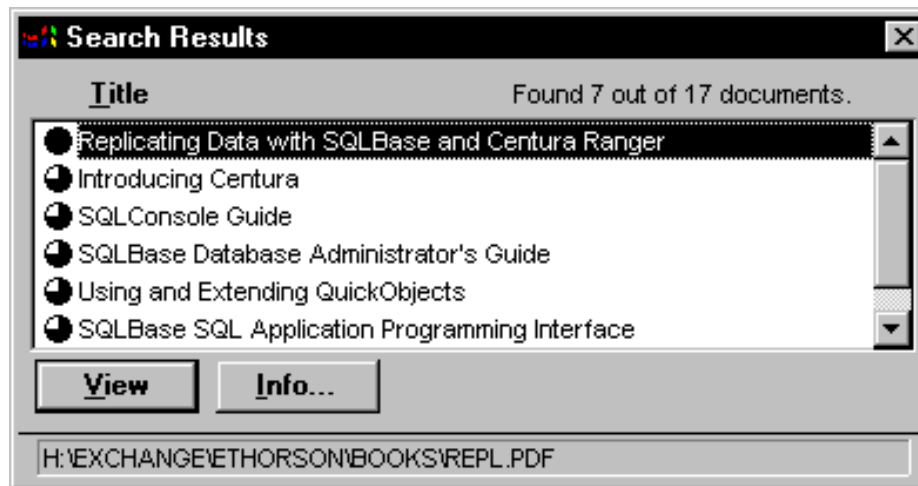 Search Results
Title Found 7 out of 17 documents.
Replicating Data with SQLBase and Centura Ranger
Introducing Centura
SQLConsole Guide
SQLBase Database Administrator's Guide
Using and Extending QuickObjects
SQLBase SQL Application Programming Interface
View Info...
H:\EXCHANGE\ETHORSON\BOOKS\REPL.PDF